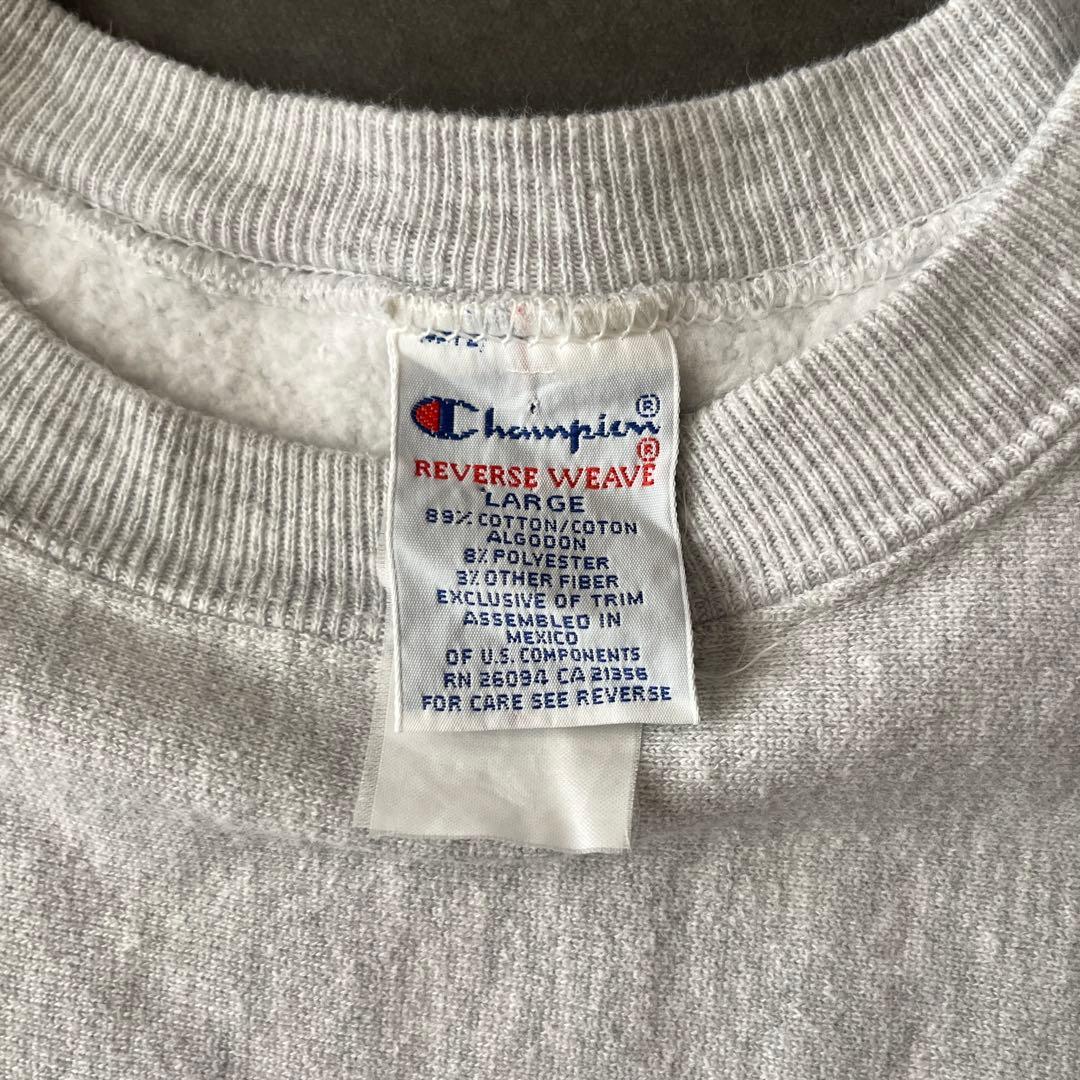 Champion®
REVERSE WEAVE®
LARGE
89% COTTON/COTON
ALGODON
8% POLYESTER
3% OTHER FIBER
EXCLUSIVE OF TRIM
ASSEMBLED IN
MEXICO
OF U.S. COMPONENTS
RN 26094 CA 21356
FOR CARE SEE REVERSE